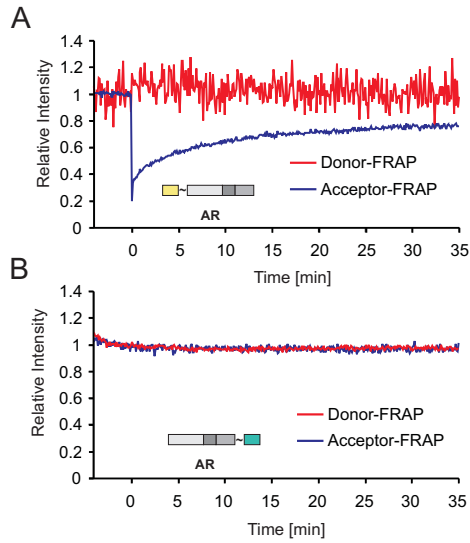 A
Relative Intensity
1.4
1.2
1
0.8
0.6
0.4
0.2
0
Donor-FRAP
Acceptor-FRAP
~
AR
0 5 10 15 20 25 30 35
Time [min]
B
Relative Intensity
1.4
1.2
1
0.8
0.6
0.4
0.2
0
Donor-FRAP
Acceptor-FRAP
~
AR
0 5 10 15 20 25 30 35
Time [min]